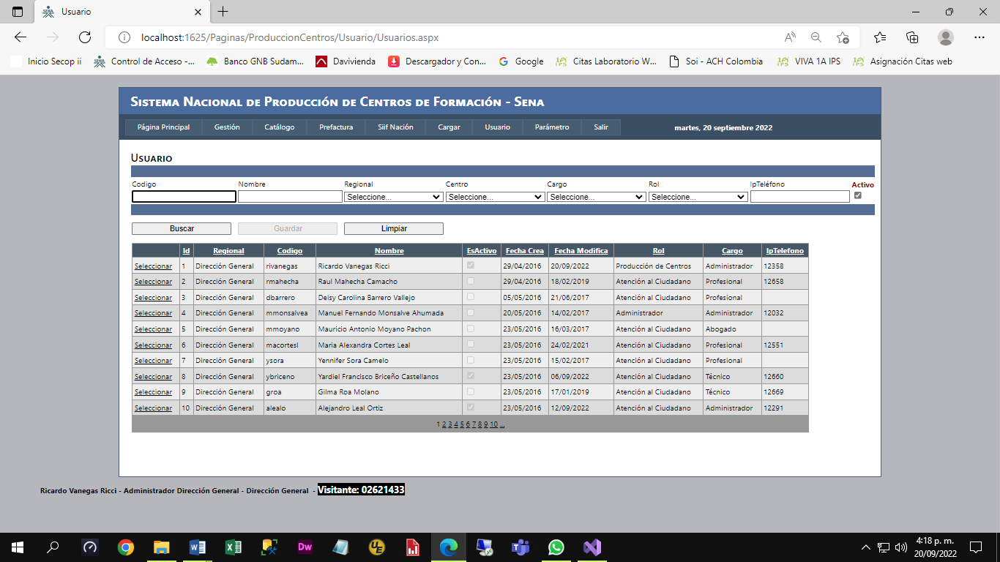 Usuario
localhost:1625/Paginas/ProduccionCentros/Usuario/Usuarios.aspx
Inicio Secop ii Control de Acceso -... Banco GNB Sudam... Davivienda Descargador y Con... Google Citas Laboratorio W... Soi - ACH Colombia VIVA 1A IPS Asignación Citas web
Sistema Nacional de Producción de Centros de Formación - Sena
Página Principal Gestión Catálogo Prefactura Siif Nación Cargar Usuario Parámetro Salir martes, 20 septiembre 2022
Usuario
Codigo Nombre Regional Centro Cargo Rol IpTeléfono Activo
Seleccione... Seleccione... Seleccione... Seleccione...
Buscar Guardar Limpiar
Id Regional Codigo Nombre EsActivo Fecha Crea Fecha Modifica Rol Cargo IpTelefono
Seleccionar 1 Dirección General rivanegas Ricardo Vanegas Ricci 29/04/2016 20/09/2022 Producción de Centros Administrador 12358
Seleccionar 2 Dirección General rmahecha Raul Mahecha Camacho 29/04/2016 18/02/2019 Atención al Ciudadano Profesional 12658
Seleccionar 3 Dirección General dbarrero Deisy Carolina Barrero Vallejo 05/05/2016 21/06/2017 Atención al Ciudadano Profesional
Seleccionar 4 Dirección General mmonsalvea Manuel Fernando Monsalve Ahumada 20/05/2016 14/02/2017 Administrador Administrador 12032
Seleccionar 5 Dirección General mmoyano Mauricio Antonio Moyano Pachon 23/05/2016 16/03/2017 Atención al Ciudadano Abogado
Seleccionar 6 Dirección General macortesl Maria Alexandra Cortes Leal 23/05/2016 24/02/2021 Atención al Ciudadano Profesional 12551
Seleccionar 7 Dirección General ysora Yennifer Sora Camelo 23/05/2016 15/02/2017 Atención al Ciudadano Profesional
Seleccionar 8 Dirección General ybriceno Yardiel Francisco Briceño Castellanos 23/05/2016 06/09/2022 Atención al Ciudadano Técnico 12660
Seleccionar 9 Dirección General groa Gilma Roa Molano 23/05/2016 17/01/2019 Atención al Ciudadano Técnico 12669
Seleccionar 10 Dirección General alealo Alejandro Leal Ortiz 23/05/2016 12/09/2022 Atención al Ciudadano Administrador 12291
1 2 3 4 5 6 7 8 9 10 ...
Ricardo Vanegas Ricci - Administrador Dirección General - Dirección General - Visitante: 02621433
4:18 p. m.
20/09/2022